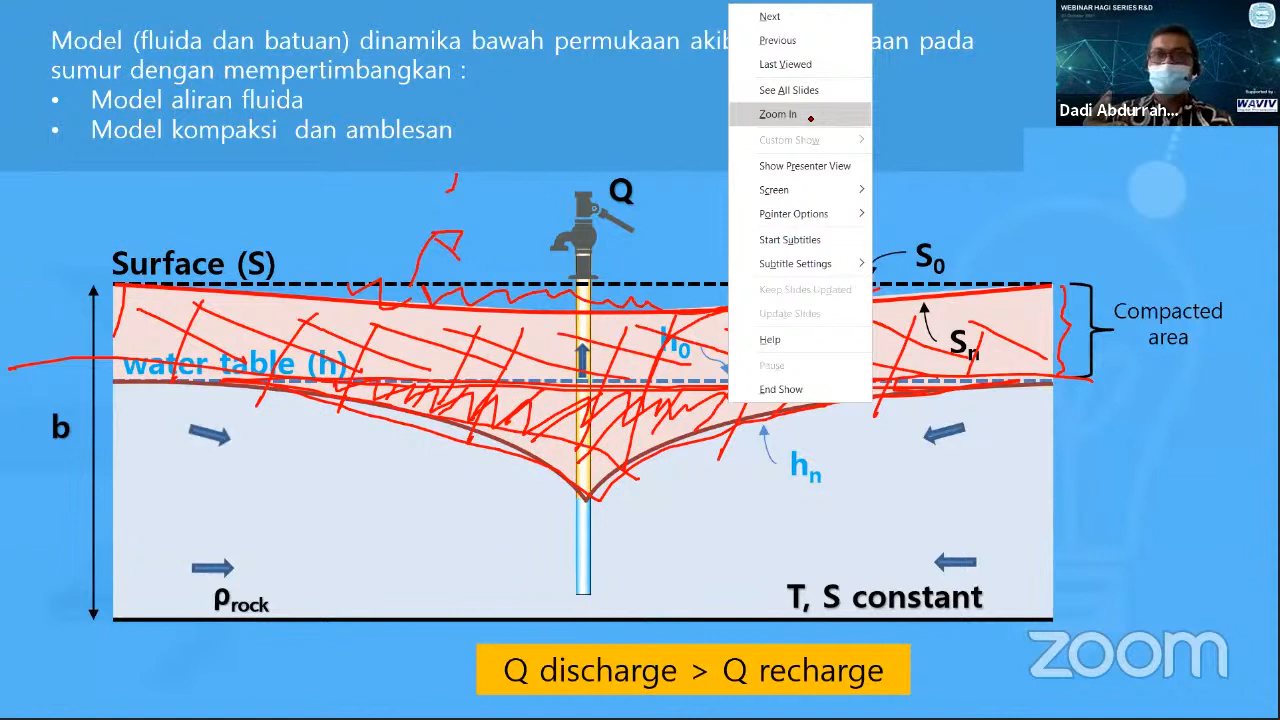 Model (fluida dan batuan) dinamika bawah permukaan aan pada
sumur dengan mempertimbangkan :
• Model aliran fluida
• Model kompaksi dan amblesan
Next
Previous
Last Viewed
See All Slides
Zoom In
Custom Show
Show Presenter View
Screen
Pointer Options
Start Subtitles
Subtitle Settings
Keep Slides Updated
Update Slides
Help
Pause
End Show
WEBINAR HAGI SERIES R&D
Supported by :
WAVIV
Dadi Abdurrah...
Q
Surface (S)
S0
Compacted
area
Sn
h0
water table (h)
b
hn
ρrock
T, S constant
Q discharge > Q recharge
zoom